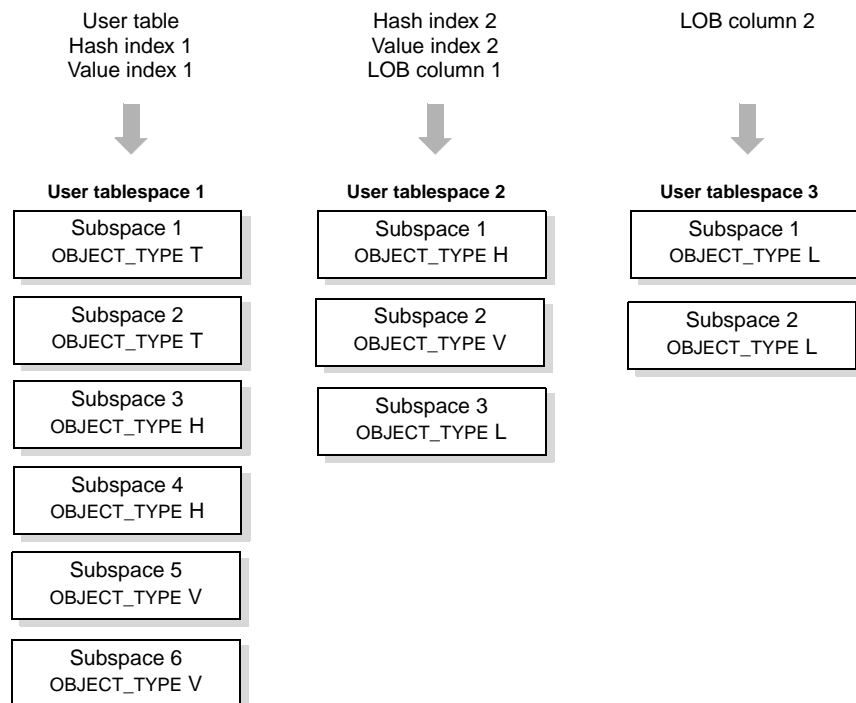 User table
Hash index 1
Value index 1
Hash index 2
Value index 2
LOB column 1
LOB column 2
User tablespace 1
Subspace 1
OBJECT_TYPE T
Subspace 2
OBJECT_TYPE T
Subspace 3
OBJECT_TYPE H
Subspace 4
OBJECT_TYPE H
Subspace 5
OBJECT_TYPE V
Subspace 6
OBJECT_TYPE V
User tablespace 2
Subspace 1
OBJECT_TYPE H
Subspace 2
OBJECT_TYPE V
Subspace 3
OBJECT_TYPE L
User tablespace 3
Subspace 1
OBJECT_TYPE L
Subspace 2
OBJECT_TYPE L